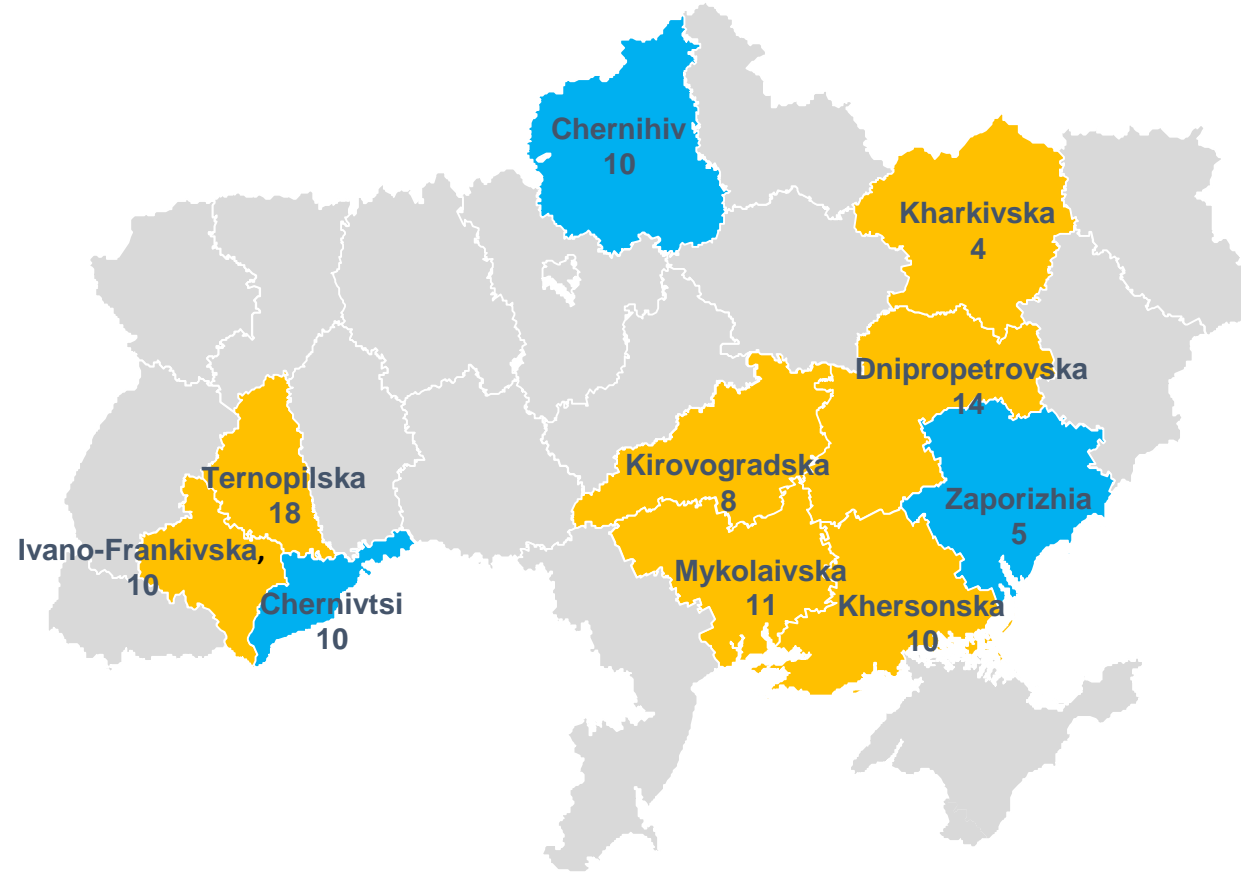 Chernihiv
10
Kharkivska
4
Dnipropetrovska
14
Kirovogradska
8
Ternopilska
18
Zaporizhia
5
Ivano-Frankivska,
10
Mykolaivska
11
Chernivtsi
10
Khersonska
10